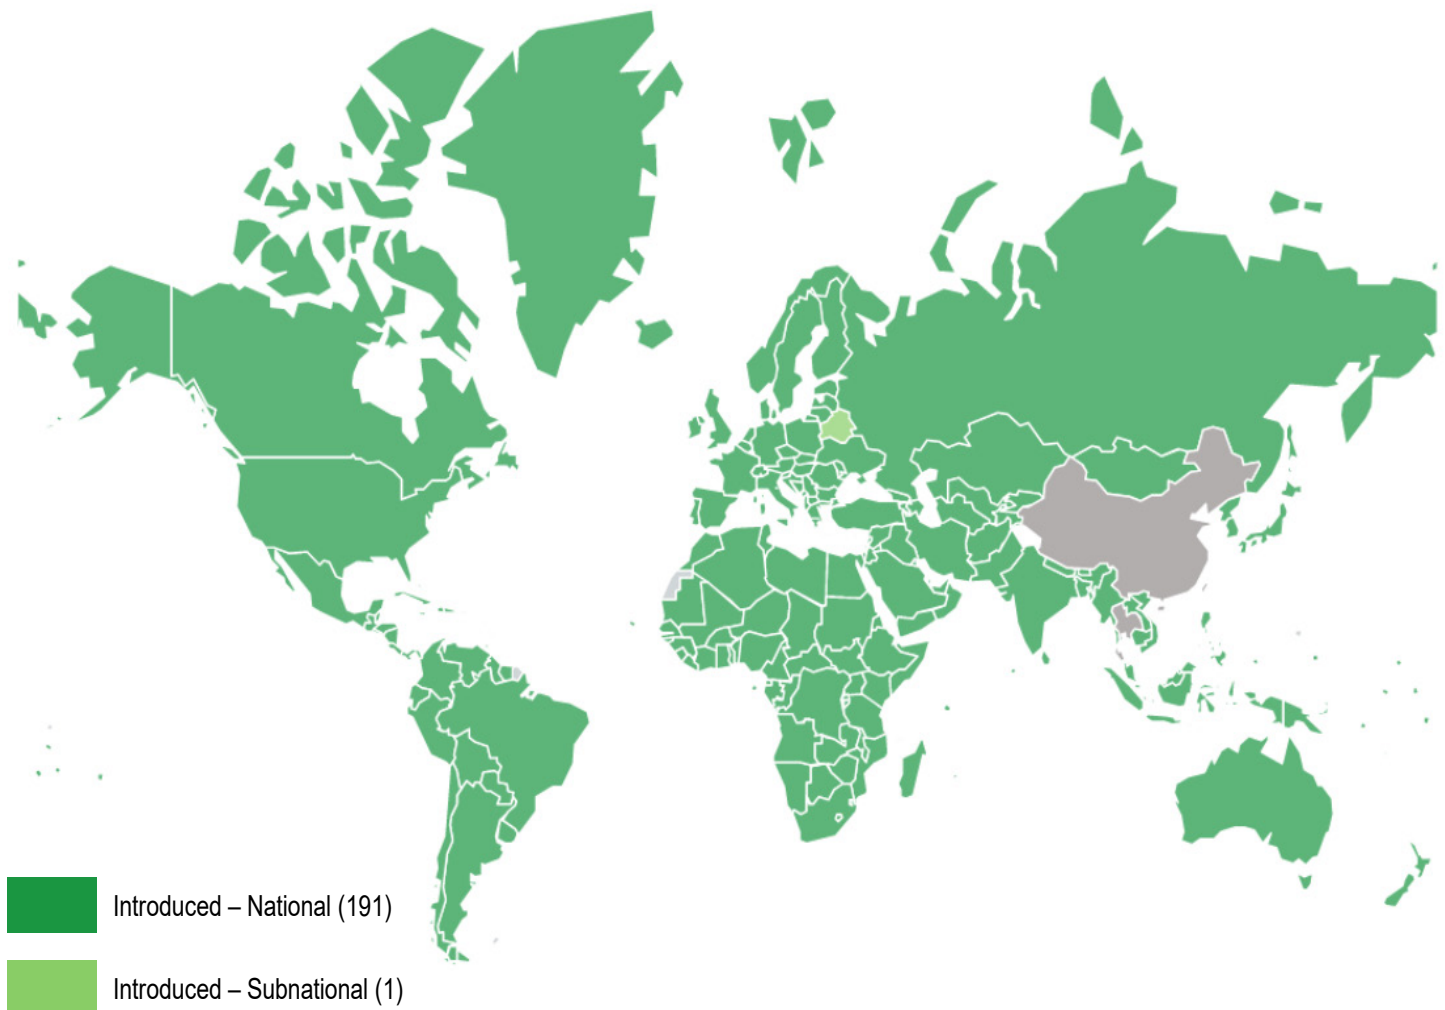 Introduced – National (191)
Introduced – Subnational (1)